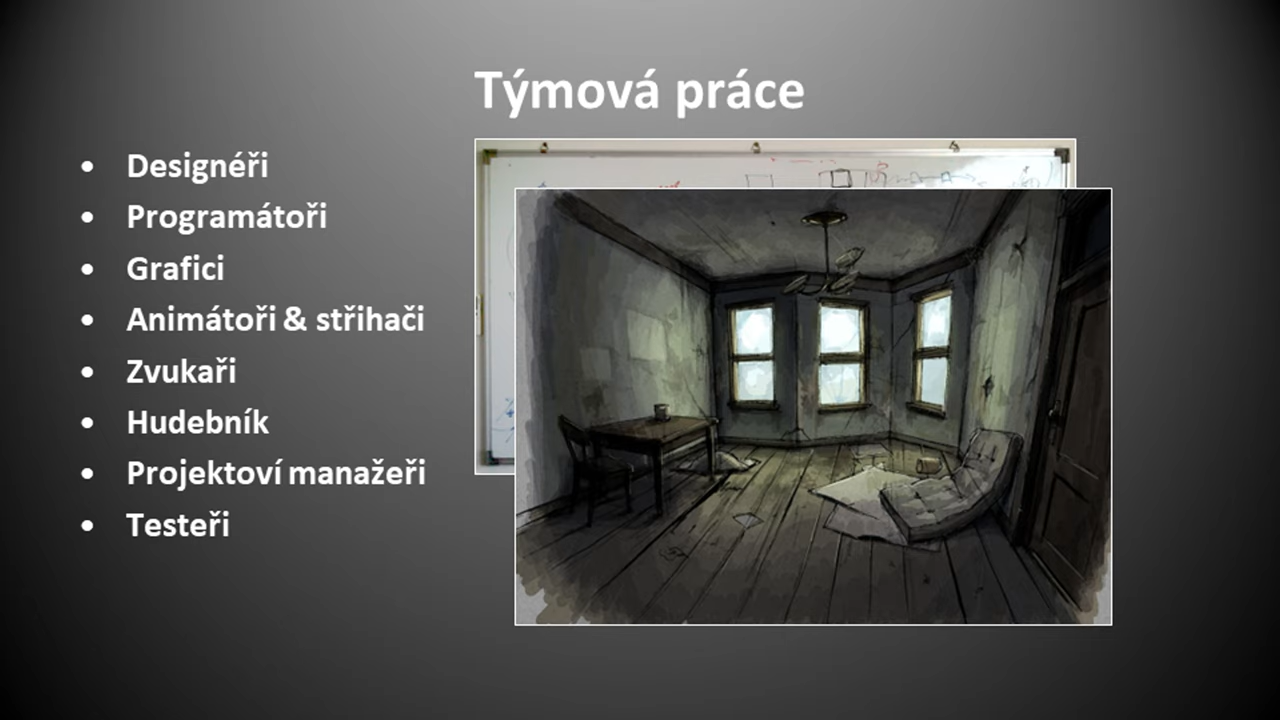 Týmová práce
• Designéři
• Programátoři
• Grafici
• Animátoři & střihači
• Zvukaři
• Hudebník
• Projektoví manažeři
• Testeři